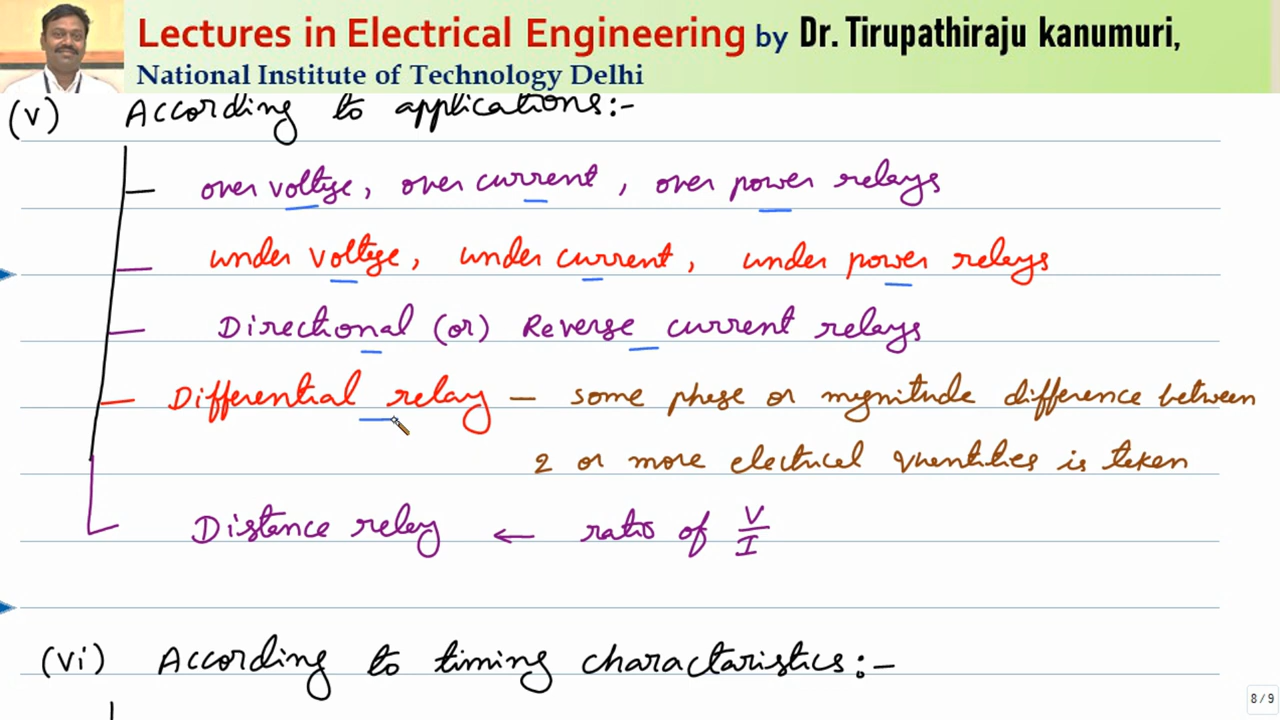 Lectures in Electrical Engineering by Dr. Tirupathiraju kanumuri,
National Institute of Technology Delhi
(v) According to applications:-
over voltage, over current, over power relays
under voltage, under current, under power relays
Directional (or) Reverse current relays
Differential relay — some phase or magnitude difference between
2 or more electrical quantities is taken
Distance relay ← ratio of V/I
(vi) According to timing characteristics:-
8/9